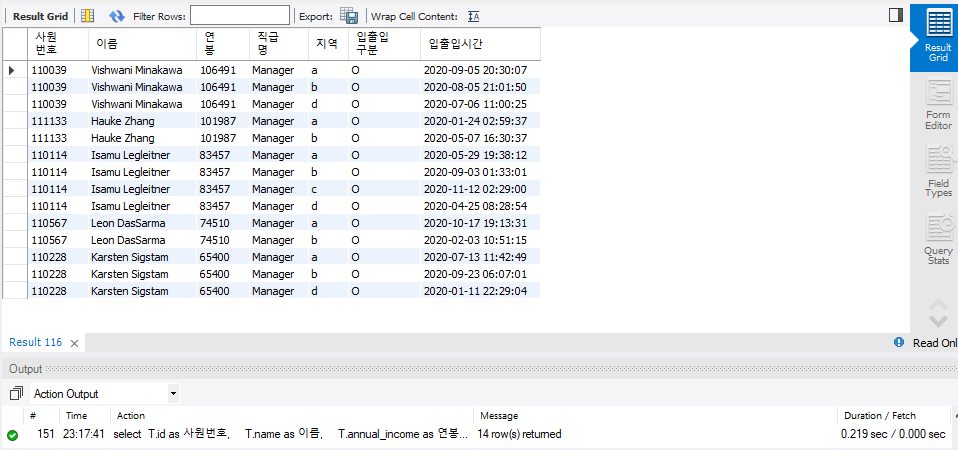 Result Grid Filter Rows: Export: Wrap Cell Content: IA
사원번호 이름 연봉 직급명 지역 입출입구분 입출입시간
110039 Vishwani Minakawa 106491 Manager a O 2020-09-05 20:30:07
110039 Vishwani Minakawa 106491 Manager b O 2020-08-05 21:01:50
110039 Vishwani Minakawa 106491 Manager d O 2020-07-06 11:00:25
111133 Hauke Zhang 101987 Manager a O 2020-01-24 02:59:37
111133 Hauke Zhang 101987 Manager b O 2020-05-07 16:30:37
110114 Isamu Legleitner 83457 Manager a O 2020-05-29 19:38:12
110114 Isamu Legleitner 83457 Manager b O 2020-09-03 01:33:01
110114 Isamu Legleitner 83457 Manager c O 2020-11-12 02:29:00
110114 Isamu Legleitner 83457 Manager d O 2020-04-25 08:28:54
110567 Leon DasSarma 74510 Manager a O 2020-10-17 19:13:31
110567 Leon DasSarma 74510 Manager b O 2020-02-03 10:51:15
110228 Karsten Sigstam 65400 Manager a O 2020-07-13 11:42:49
110228 Karsten Sigstam 65400 Manager b O 2020-09-23 06:07:01
110228 Karsten Sigstam 65400 Manager d O 2020-01-11 22:29:04
Result
Grid
Form
Editor
Field
Types
Query
Stats
Result 116 Read Onl
Output
Action Output
# Time Action Message Duration / Fetch
151 23:17:41 select T.id as 사원번호, T.name as 이름, T.annual_income as 연봉... 14 row(s) returned 0.219 sec / 0.000 sec